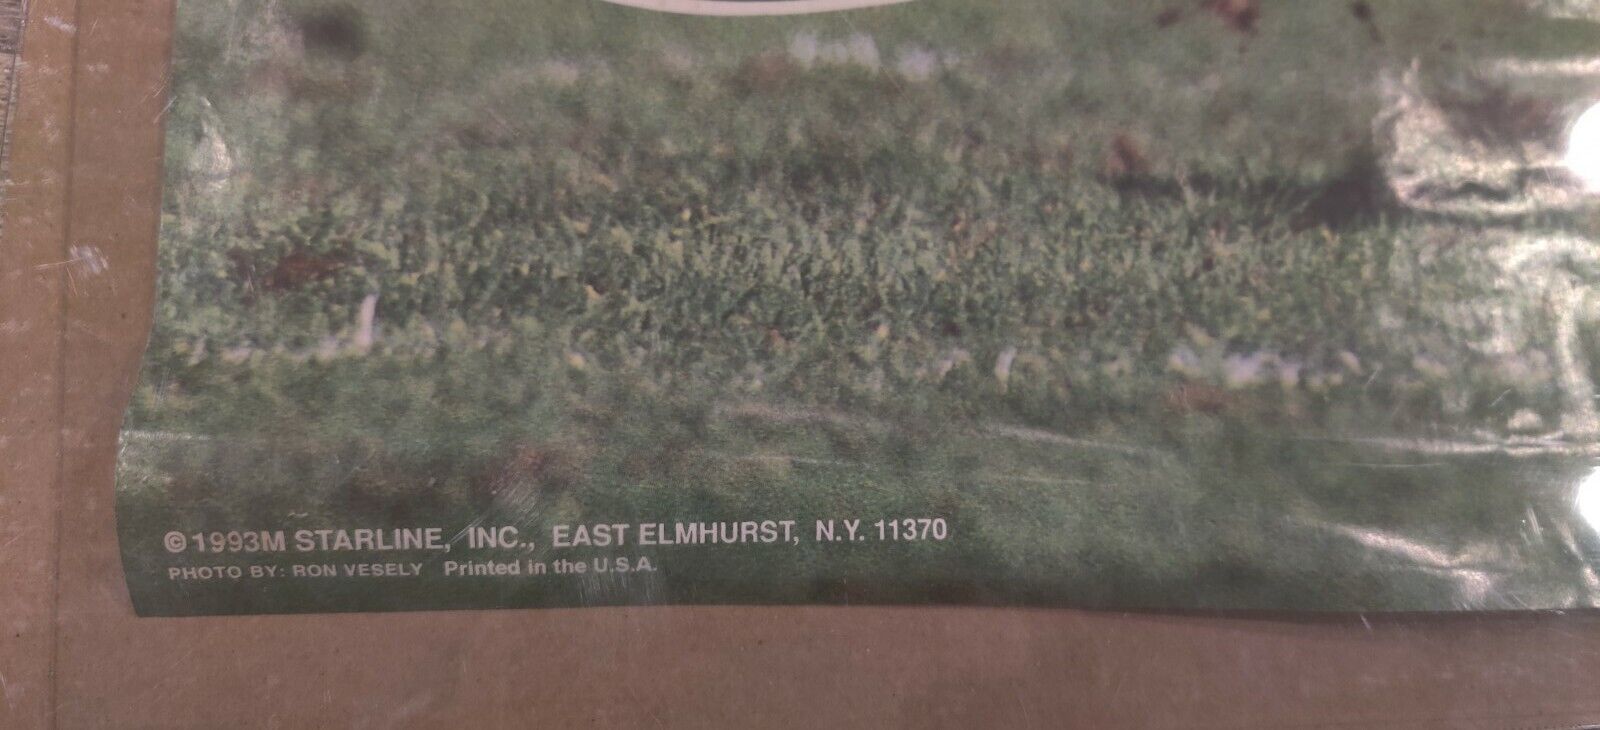 ©1993M STARLINE, INC., EAST ELMHURST, N.Y. 11370
PHOTO BY: RON VESELY Printed in the U.S.A.